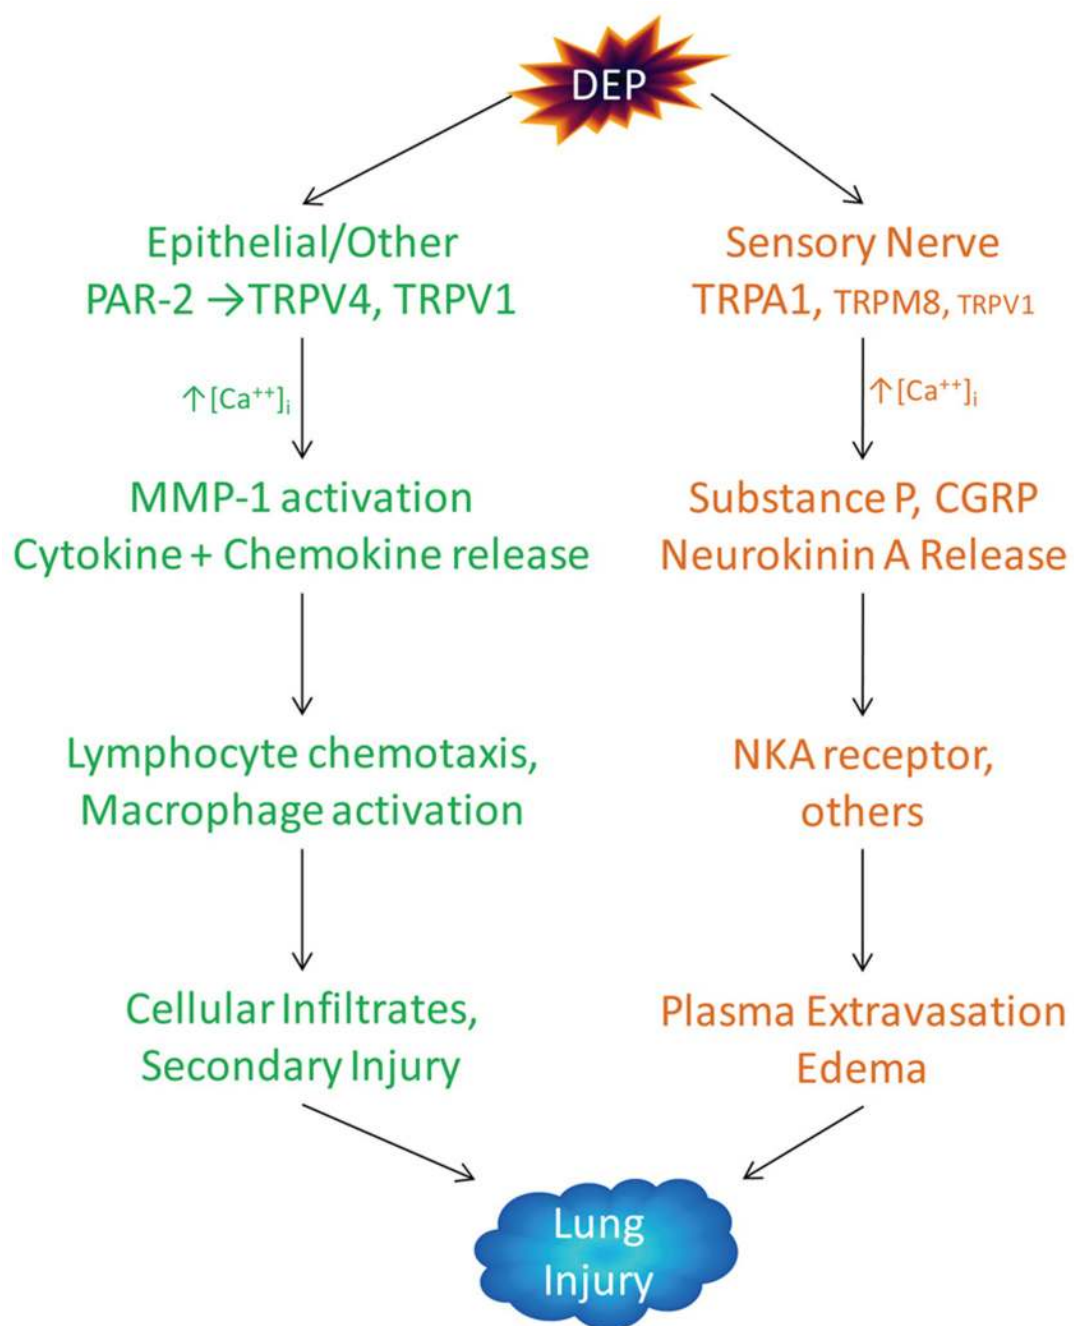 DEP
Epithelial/Other
PAR-2 →TRPV4, TRPV1
↑[Ca⁺⁺]ᵢ
MMP-1 activation
Cytokine + Chemokine release
Lymphocyte chemotaxis,
Macrophage activation
Cellular Infiltrates,
Secondary Injury
Sensory Nerve
TRPA1, TRPM8, TRPV1
↑[Ca⁺⁺]ᵢ
Substance P, CGRP
Neurokinin A Release
NKA receptor,
others
Plasma Extravasation
Edema
Lung
Injury